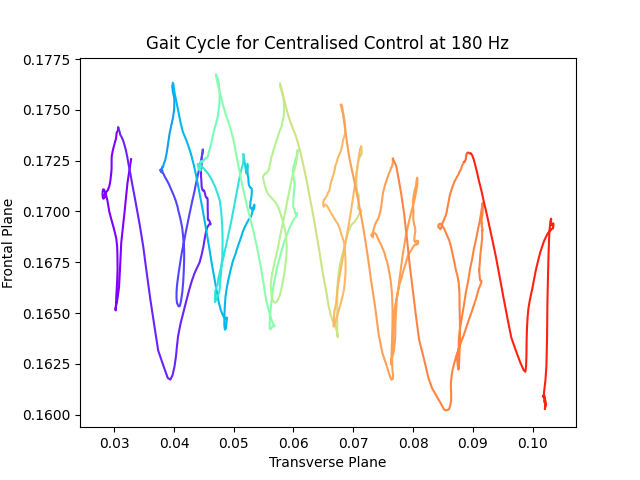 Gait Cycle for Centralised Control at 180 Hz
0.1775
0.1750
0.1725
0.1700
0.1675
0.1650
0.1625
0.1600
Frontal Plane
0.03 0.04 0.05 0.06 0.07 0.08 0.09 0.10
Transverse Plane